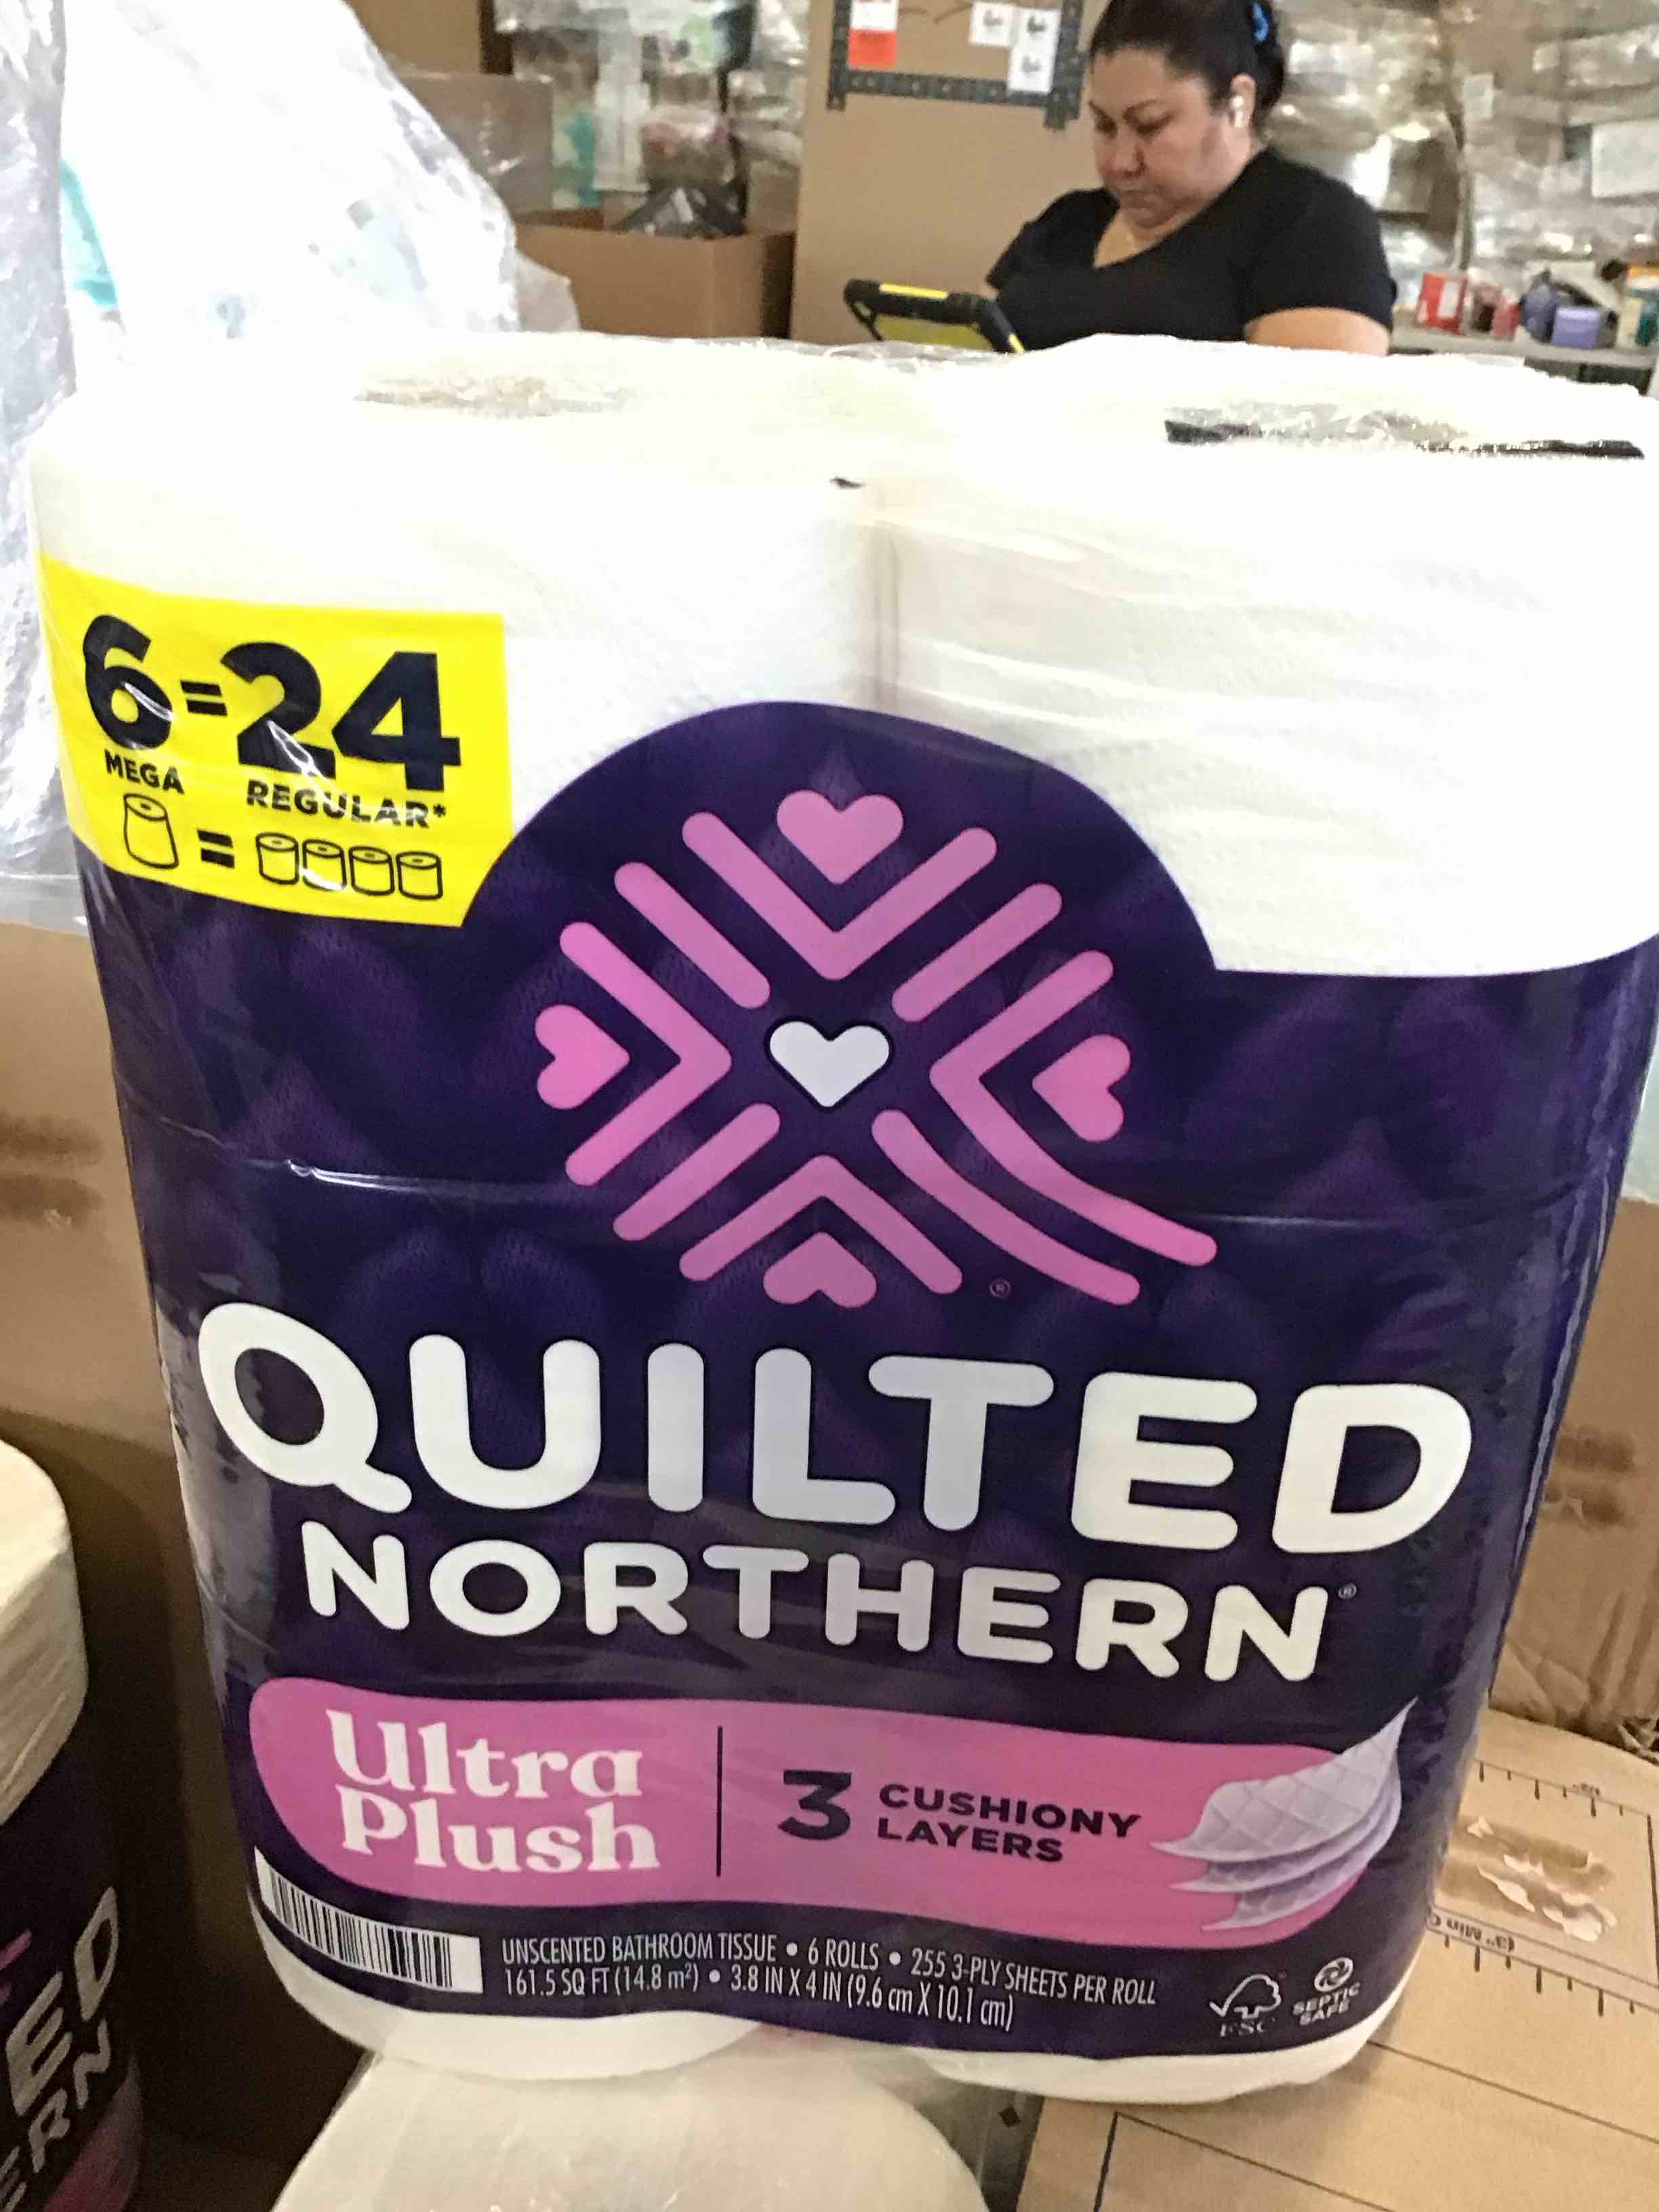 6=24
MEGA REGULAR*
=
®
QUILTED
NORTHERN®
Ultra
Plush
3 CUSHIONY
LAYERS
UNSCENTED BATHROOM TISSUE • 6 ROLLS • 255 3-PLY SHEETS PER ROLL
161.5 SQ FT (14.8 m²) • 3.8 IN X 4 IN (9.6 cm X 10.1 cm)
FSC
SEPTIC
SAFE
ED
ERN